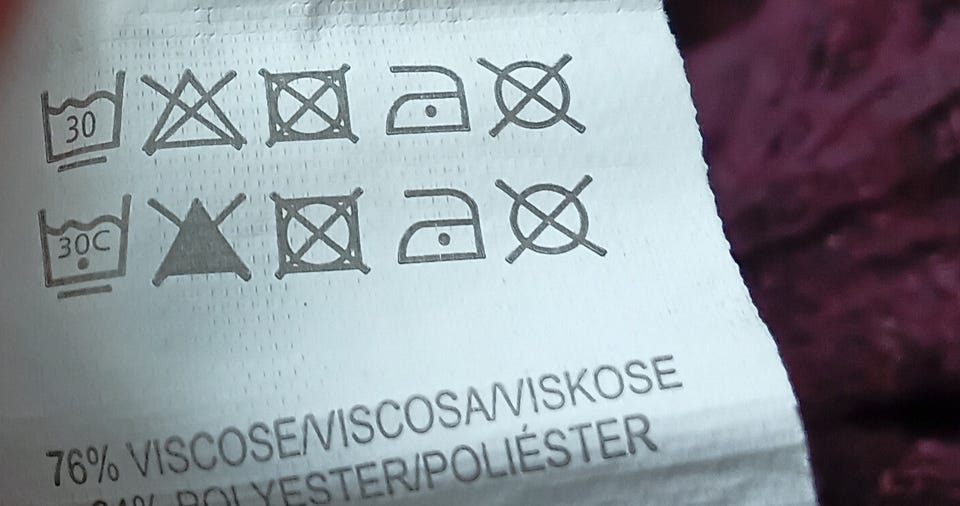 30
30C
76% VISCOSE/VISCOSA/VISKOSE
POLYESTER/POLIÉSTER